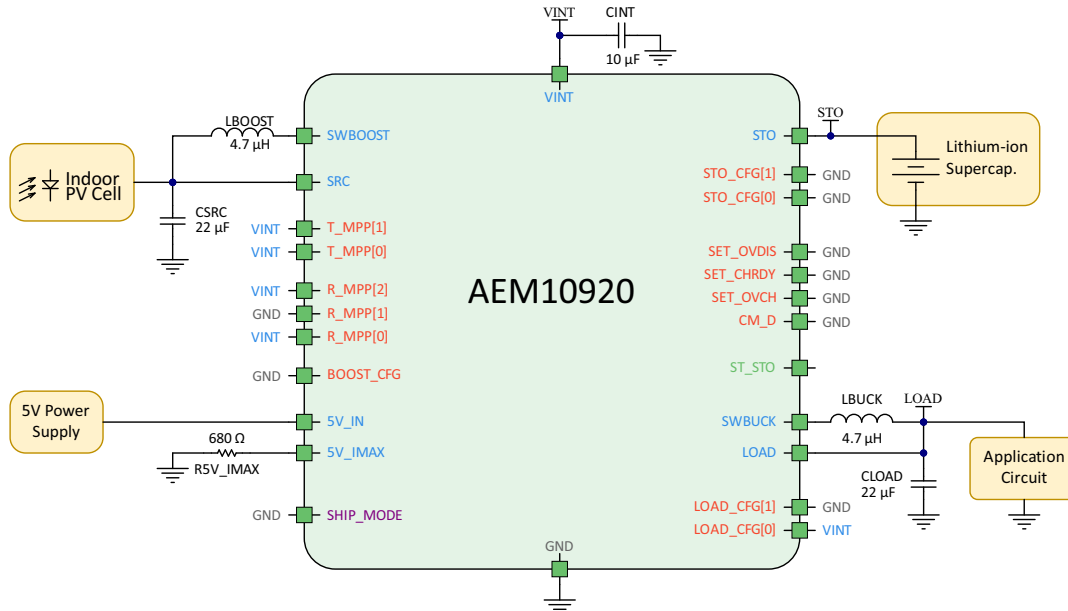 VINT
CINT
10 µF
VINT
LBOOST
4.7 µH
SWBOOST
Indoor
PV Cell
SRC
CSRC
22 µF
VINT T_MPP[1]
VINT T_MPP[0]
VINT R_MPP[2]
GND R_MPP[1]
VINT R_MPP[0]
GND BOOST_CFG
5V Power
Supply
5V_IN
680 Ω
5V_IMAX
R5V_IMAX
GND SHIP_MODE
AEM10920
STO
STO
Lithium-ion
Supercap.
STO_CFG[1] GND
STO_CFG[0] GND
SET_OVDIS GND
SET_CHRDY GND
SET_OVCH GND
CM_D GND
ST_STO
LBUCK
LOAD
SWBUCK
4.7 µH
LOAD
CLOAD
22 µF
Application
Circuit
LOAD_CFG[1] GND
LOAD_CFG[0] VINT
GND